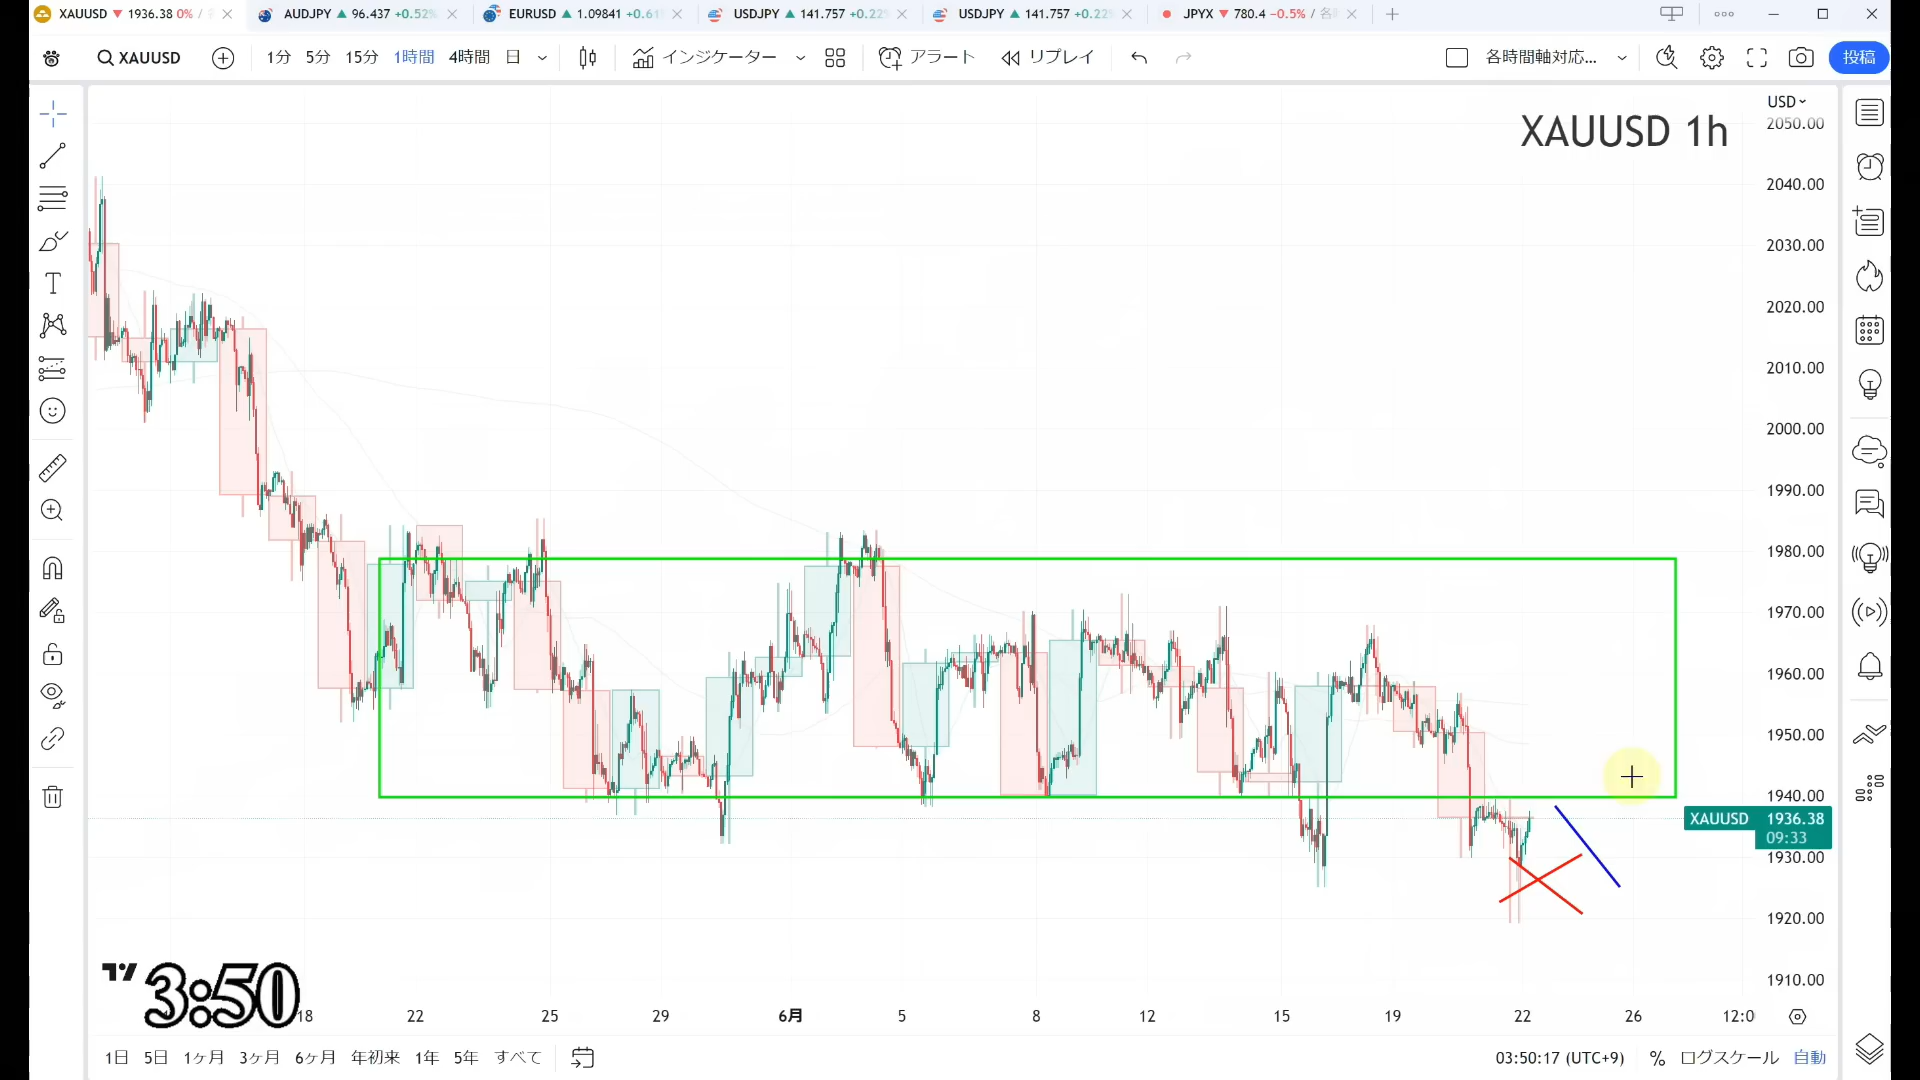 XAUUSD ▼ 1936.38 0% /
AUDJPY ▲ 96.437 +0.52%
EURUSD ▲ 1.09841 +0.61%
USDJPY ▲ 141.757 +0.22%
USDJPY ▲ 141.757 +0.22%
JPYX ▼ 780.4 −0.5% / 各
XAUUSD
1分 5分 15分 1時間 4時間 日
インジケーター
アラート
リプレイ
各時間軸対応...
投稿
USD
XAUUSD 1h
2050.00
2040.00
2030.00
2020.00
2010.00
2000.00
1990.00
1980.00
1970.00
1960.00
1950.00
1940.00
XAUUSD 1936.38
09:33
1930.00
1920.00
1910.00
3:50
18 22 25 29 6月 5 8 12 15 19 22 26 12:0
1日 5日 1ヶ月 3ヶ月 6ヶ月 年初来 1年 5年 すべて
03:50:17 (UTC+9) % ログスケール 自動